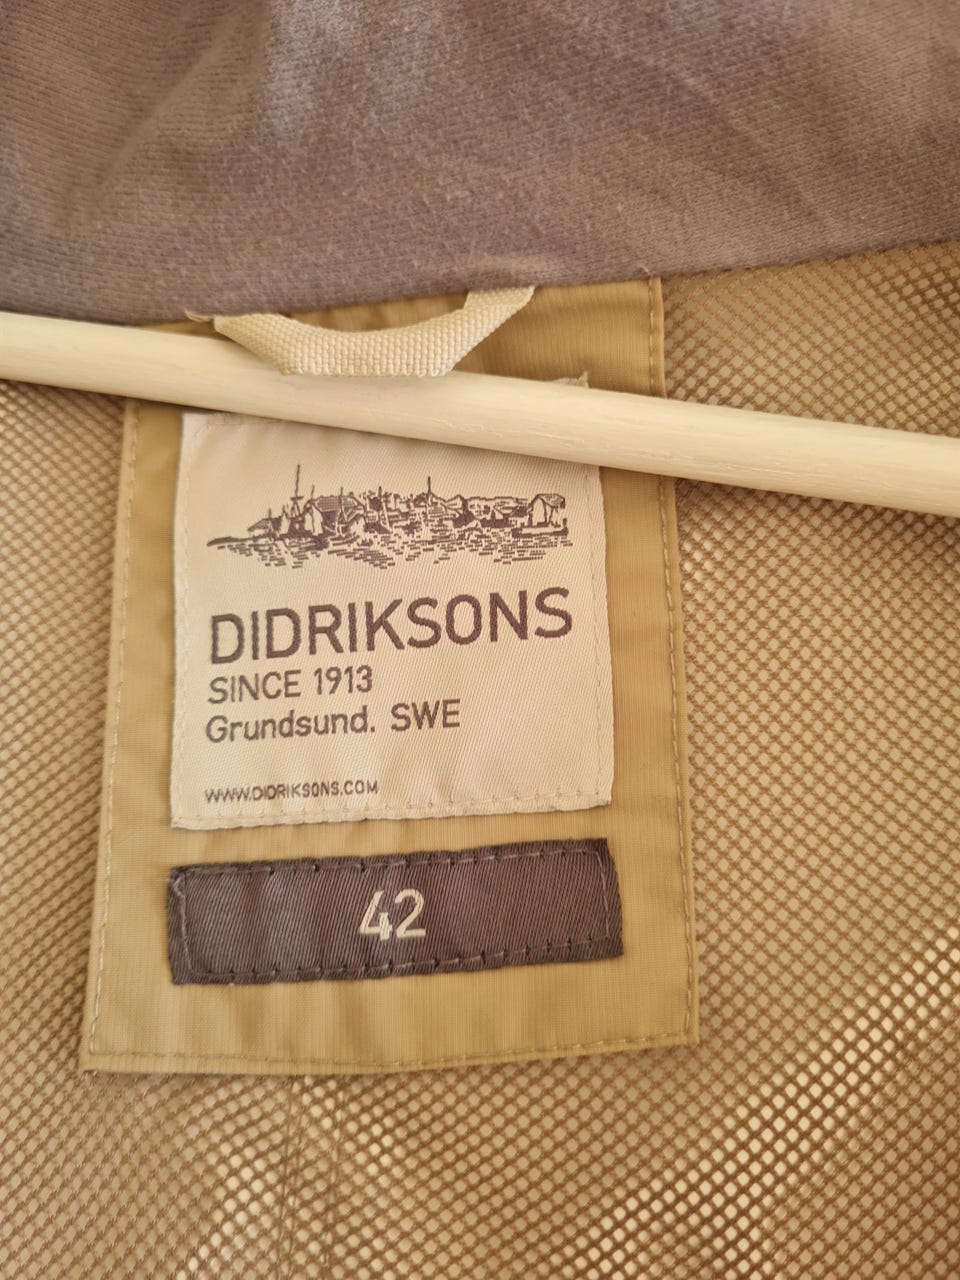 DIDRIKSONS
SINCE 1913
Grundsund. SWE
WWW.DIDRIKSONS.COM
42